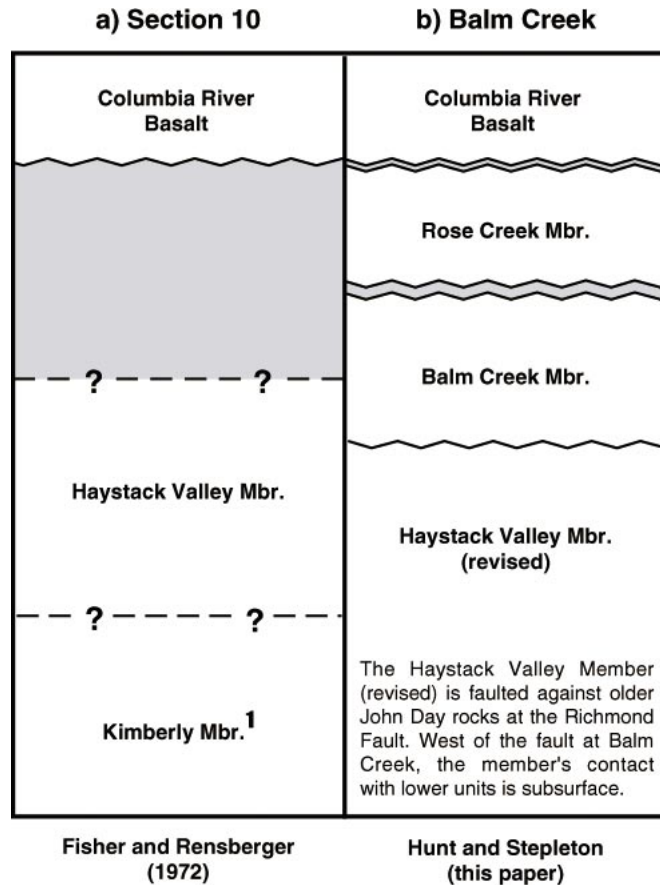 a) Section 10
b) Balm Creek
Columbia River
Basalt
? ?
Haystack Valley Mbr.
? ?
Kimberly Mbr.1
Columbia River
Basalt
Rose Creek Mbr.
Balm Creek Mbr.
Haystack Valley Mbr.
(revised)
The Haystack Valley Member
(revised) is faulted against older
John Day rocks at the Richmond
Fault. West of the fault at Balm
Creek, the member's contact
with lower units is subsurface.
Fisher and Rensberger
(1972)
Hunt and Stepleton
(this paper)